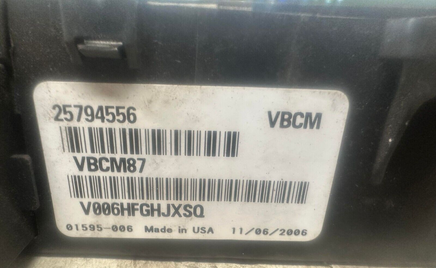 25794556 VBCM
VBCM87
V006HFGHJXSQ
01595-006 Made in USA 11/06/2006